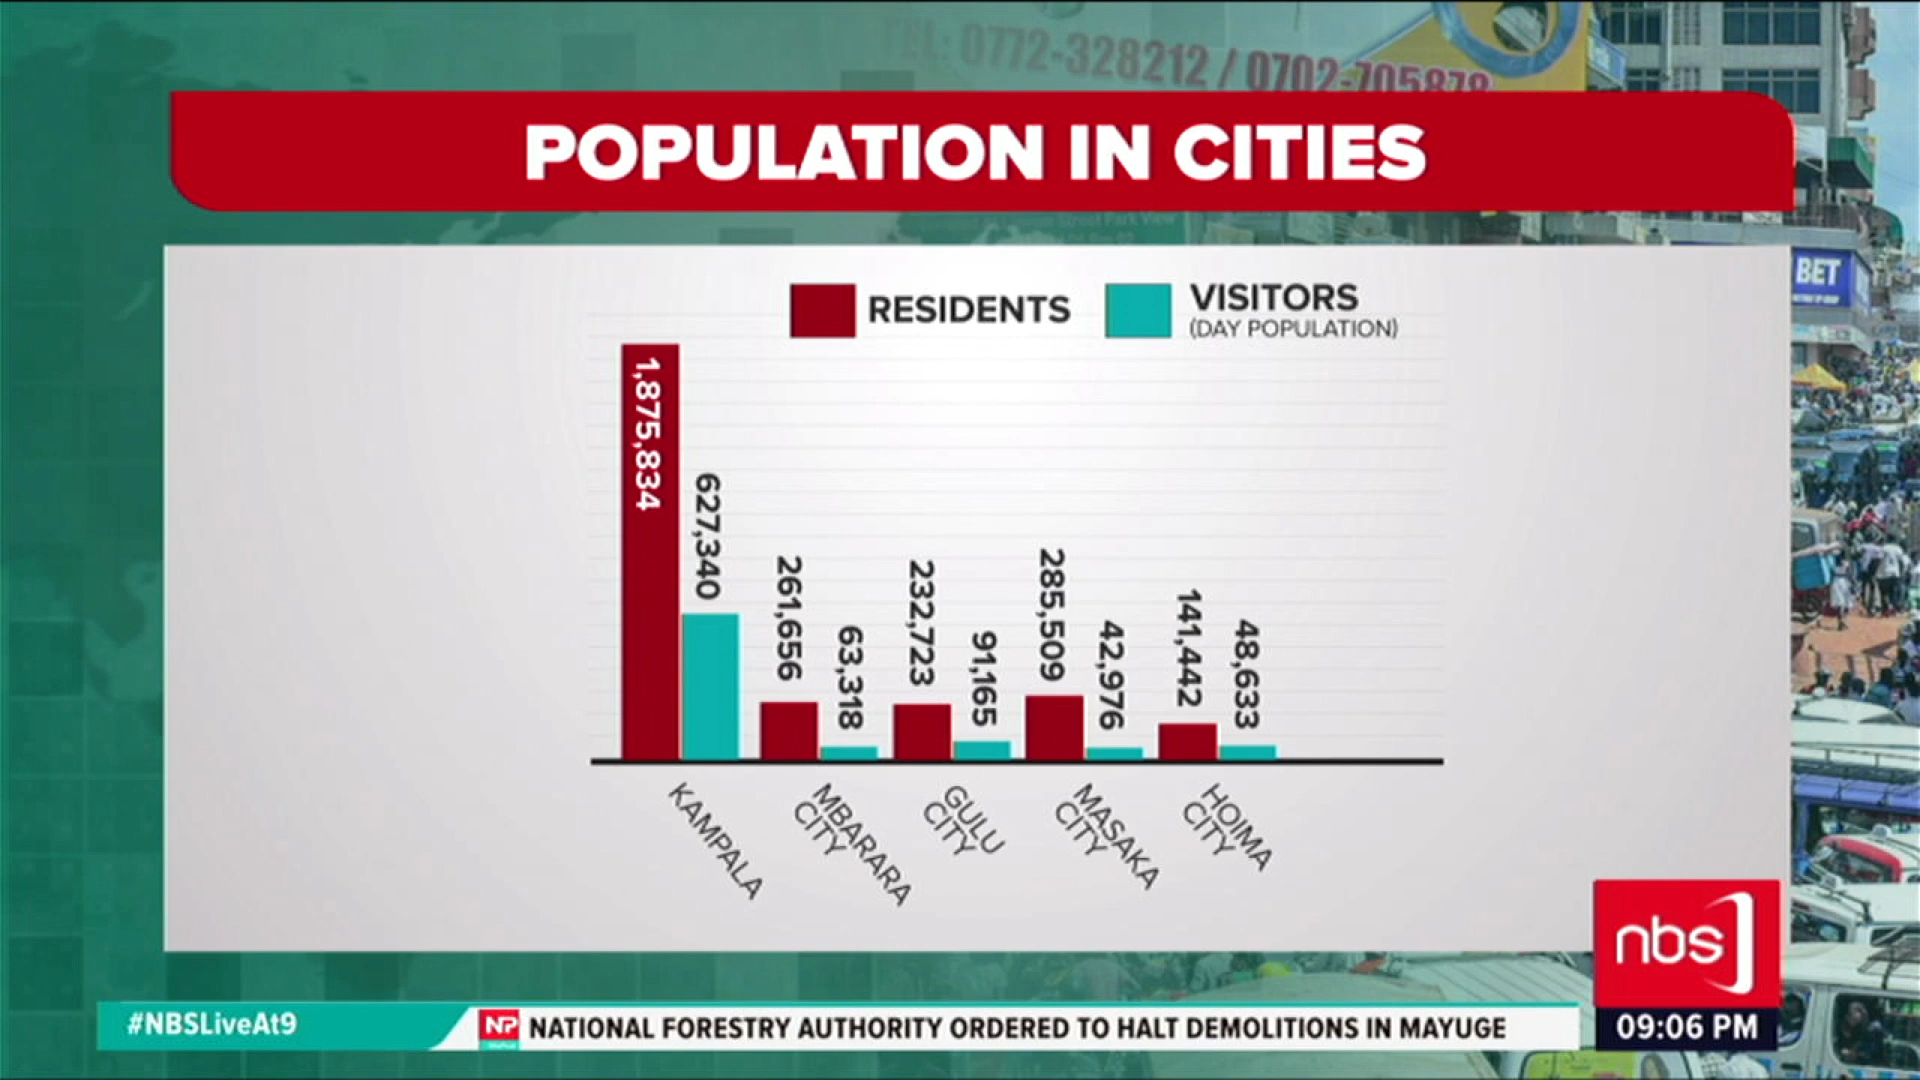 TEL: 0772-328212 / 0702-705878
POPULATION IN CITIES
BET
RESIDENTS
VISITORS
(DAY POPULATION)
1,875,834
627,340
261,656
63,318
232,723
91,165
285,509
42,976
141,442
48,633
KAMPALA
MBARARA
CITY
GULU
CITY
MASAKA
CITY
HOIMA
CITY
nbs
#NBSLiveAt9
NP
NATIONAL FORESTRY AUTHORITY ORDERED TO HALT DEMOLITIONS IN MAYUGE
09:06 PM